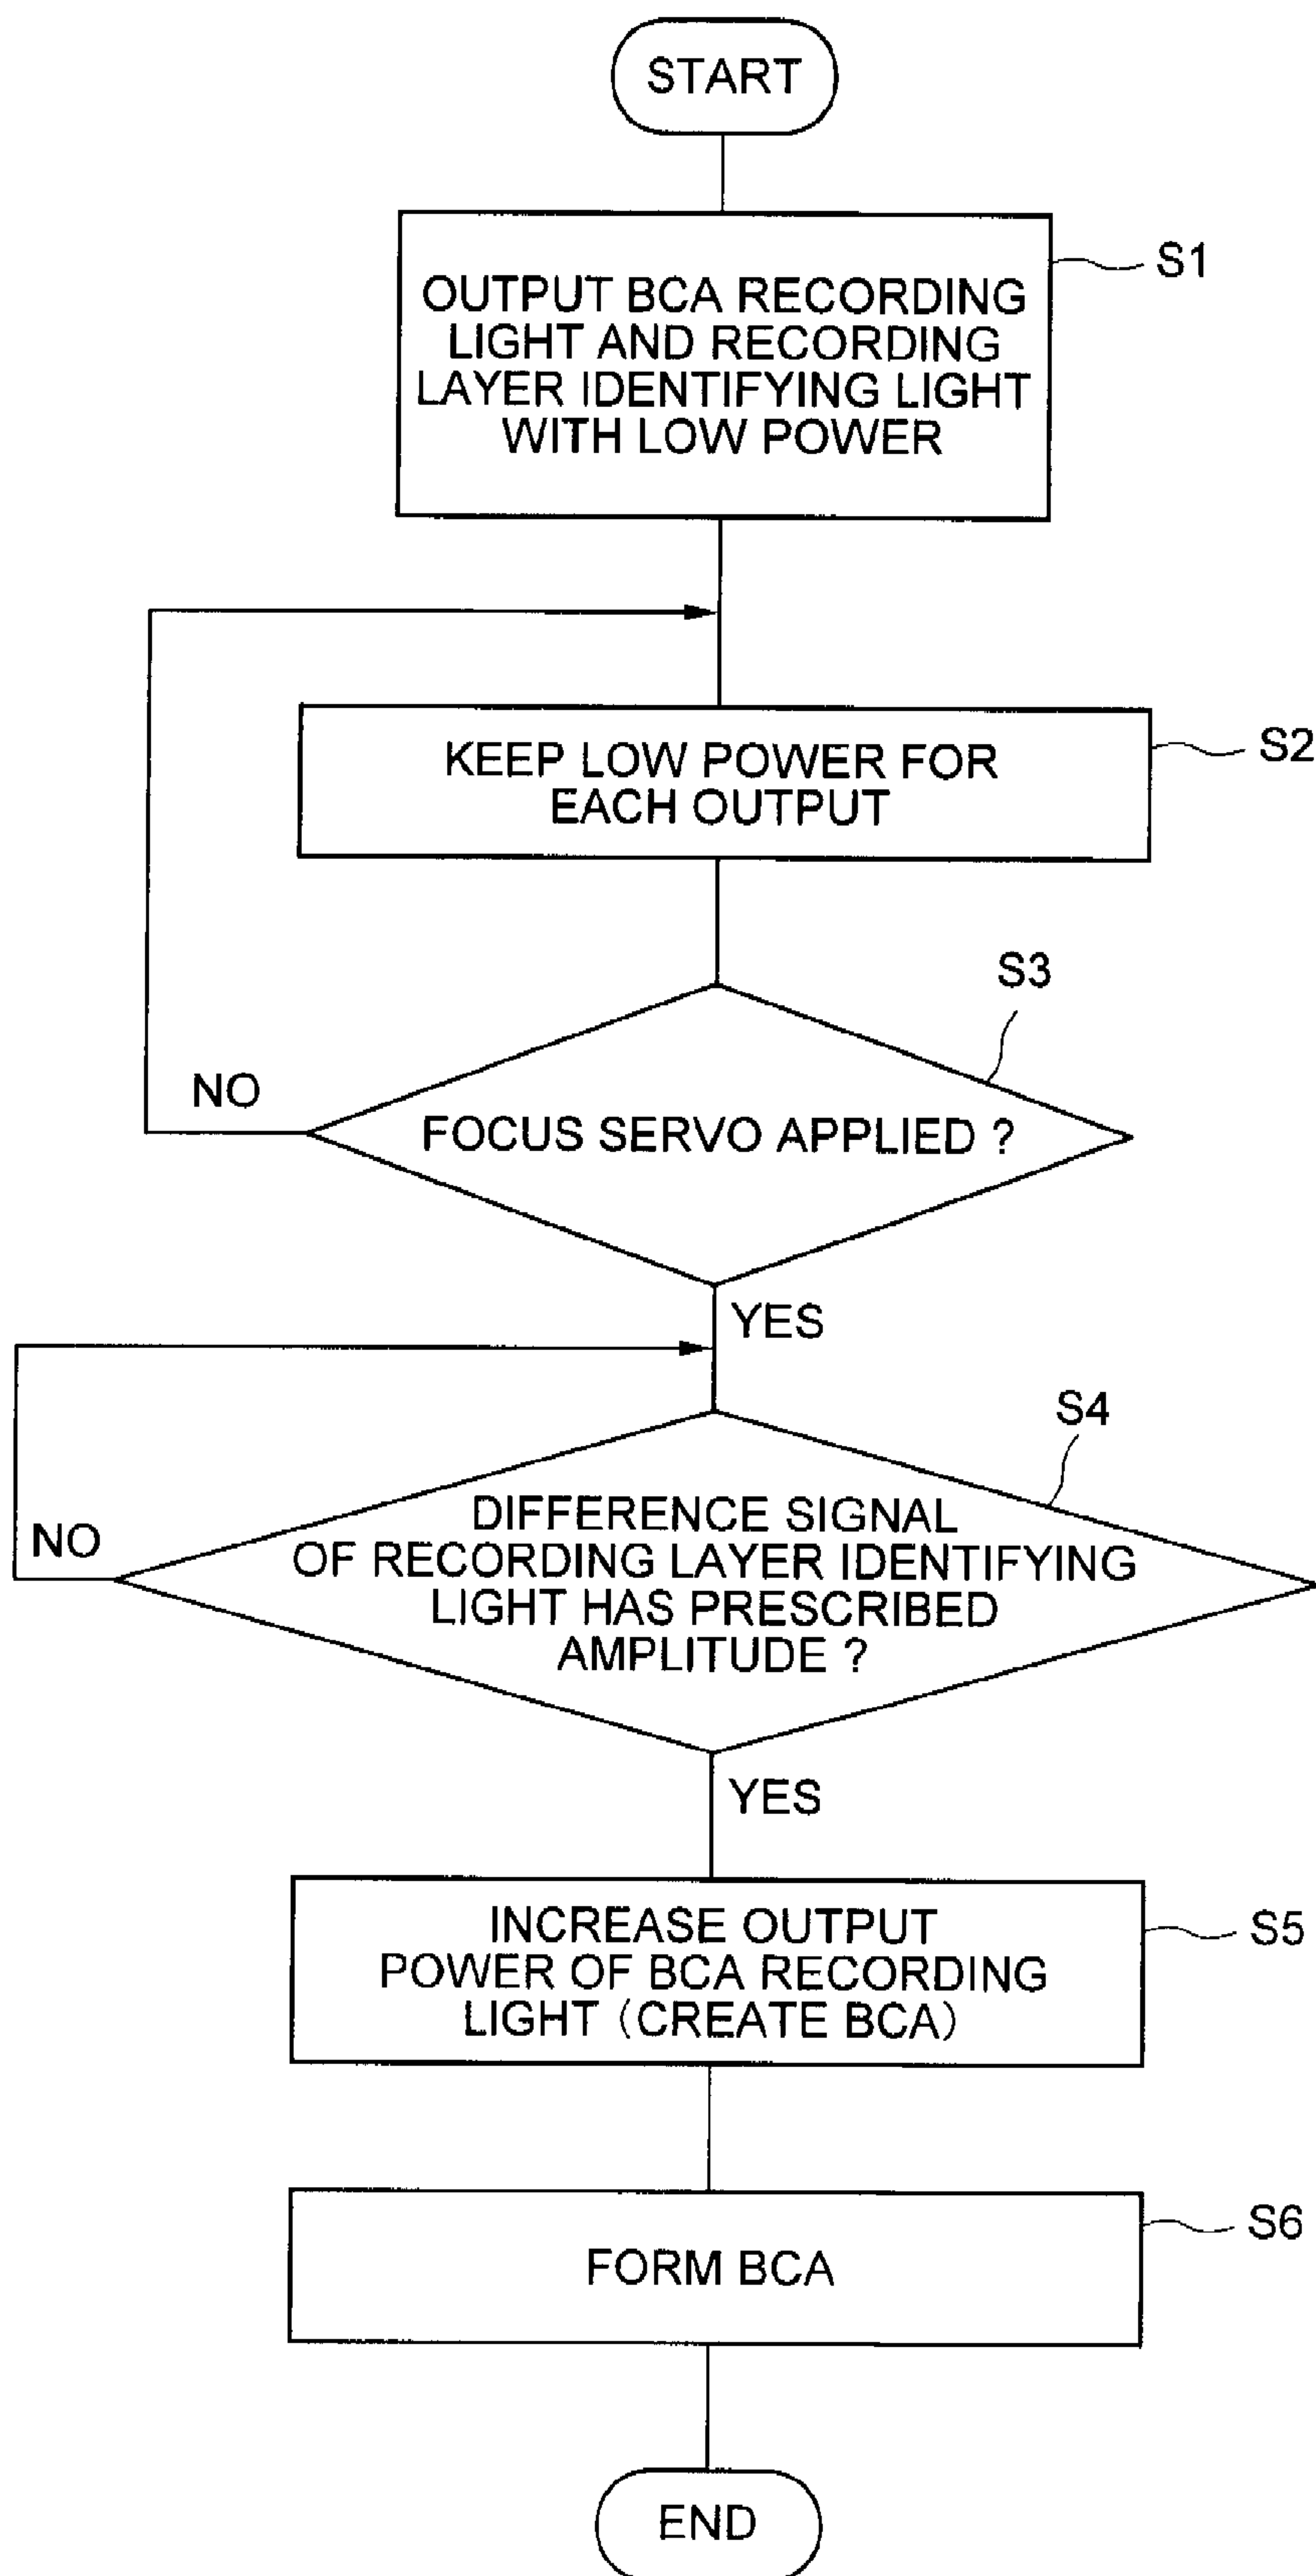 START
OUTPUT BCA RECORDING
LIGHT AND RECORDING
LAYER IDENTIFYING LIGHT
WITH LOW POWER
S1
KEEP LOW POWER FOR
EACH OUTPUT
S2
S3
NO
FOCUS SERVO APPLIED ?
YES
S4
NO
DIFFERENCE SIGNAL
OF RECORDING LAYER IDENTIFYING
LIGHT HAS PRESCRIBED
AMPLITUDE ?
YES
INCREASE OUTPUT
POWER OF BCA RECORDING
LIGHT (CREATE BCA)
S5
FORM BCA
S6
END